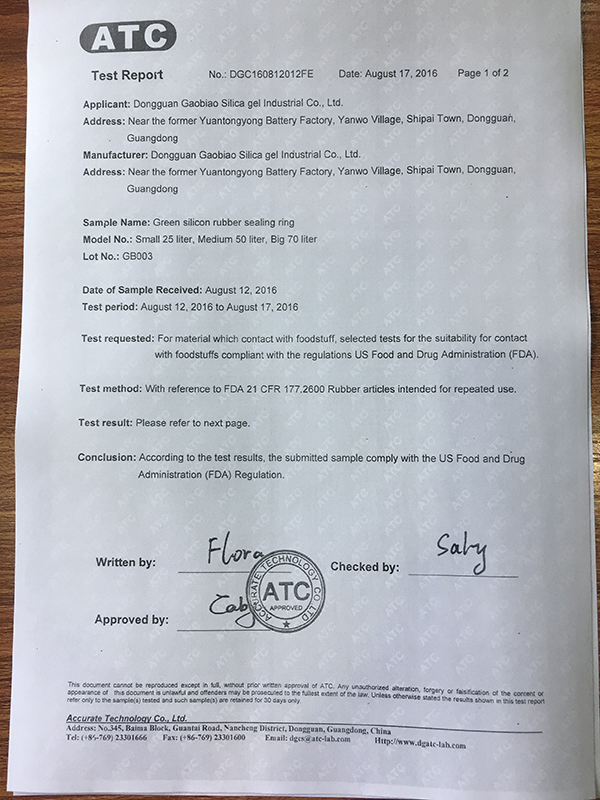 ATC
Test Report No.: DGC160812012FE Date: August 17, 2016 Page 1 of 2
Applicant: Dongguan Gaobiao Silica gel Industrial Co., Ltd.
Address: Near the former Yuantongyong Battery Factory, Yanwo Village, Shipai Town, Dongguan,
Guangdong
Manufacturer: Dongguan Gaobiao Silica gel Industrial Co., Ltd.
Address: Near the former Yuantongyong Battery Factory, Yanwo Village, Shipai Town, Dongguan,
Guangdong
Sample Name: Green silicon rubber sealing ring
Model No.: Small 25 liter, Medium 50 liter, Big 70 liter
Lot No.: GB003
Date of Sample Received: August 12, 2016
Test period: August 12, 2016 to August 17, 2016
Test requested: For material which contact with foodstuff, selected tests for the suitability for contact
with foodstuffs compliant with the regulations US Food and Drug Administration (FDA).
Test method: With reference to FDA 21 CFR 177.2600 Rubber articles intended for repeated use.
Test result: Please refer to next page.
Conclusion: According to the test results, the submitted sample comply with the US Food and Drug
Administration (FDA) Regulation.
Written by: Flora
Checked by: Saby
Approved by:
ACCURATE TECHNOLOGY CO. LTD
ATC
APPROVED
This document cannot be reproduced except in full, without prior written approval of ATC. Any unauthorized alteration, forgery or falsification of the content or
appearance of this document is unlawful and offenders may be prosecuted to the fullest extent of the law. Unless otherwise stated the results shown in this test report
refer only to the sample(s) tested and such sample(s) are retained for 30 days only.
Accurate Technology Co., Ltd.
Address: No.345, Baima Block, Guantai Road, Nancheng District, Dongguan, Guangdong, China
Tel: (+86-769) 23301666 Fax: (+86-769) 23301600 Email: dgcs@atc-lab.com Http://www.dgatc-lab.com